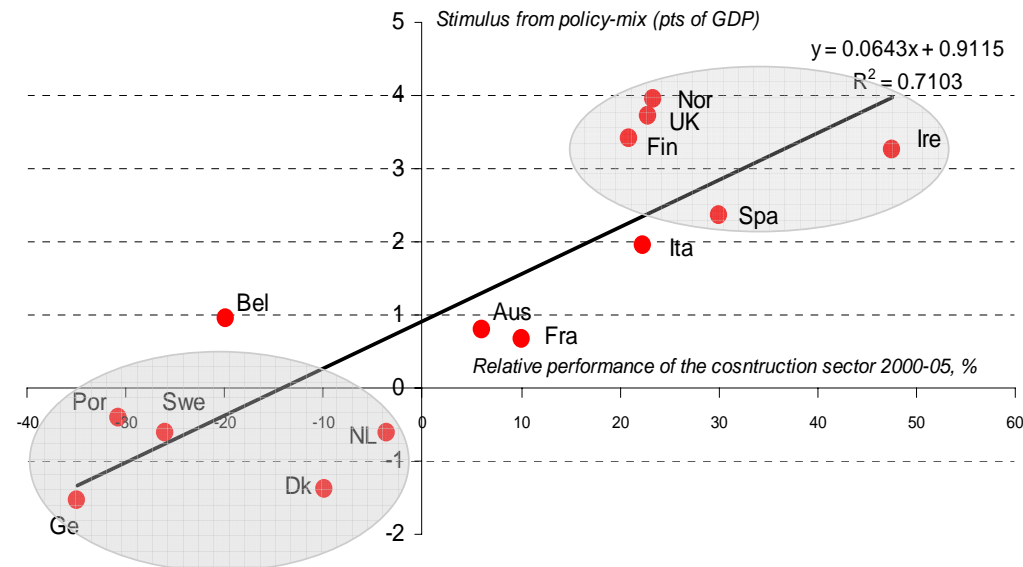 5
Stimulus from policy-mix (pts of GDP)
y = 0.0643x + 0.9115
R² = 0.7103
4
Nor
UK
Fin
Ire
3
Spa
2
Ita
Bel
1
Aus
Fra
Relative performance of the cosntruction sector 2000-05, %
0
-40 -30 -20 -10 0 10 20 30 40 50 60
Por
Swe
NL
-1
Dk
Ge
-2